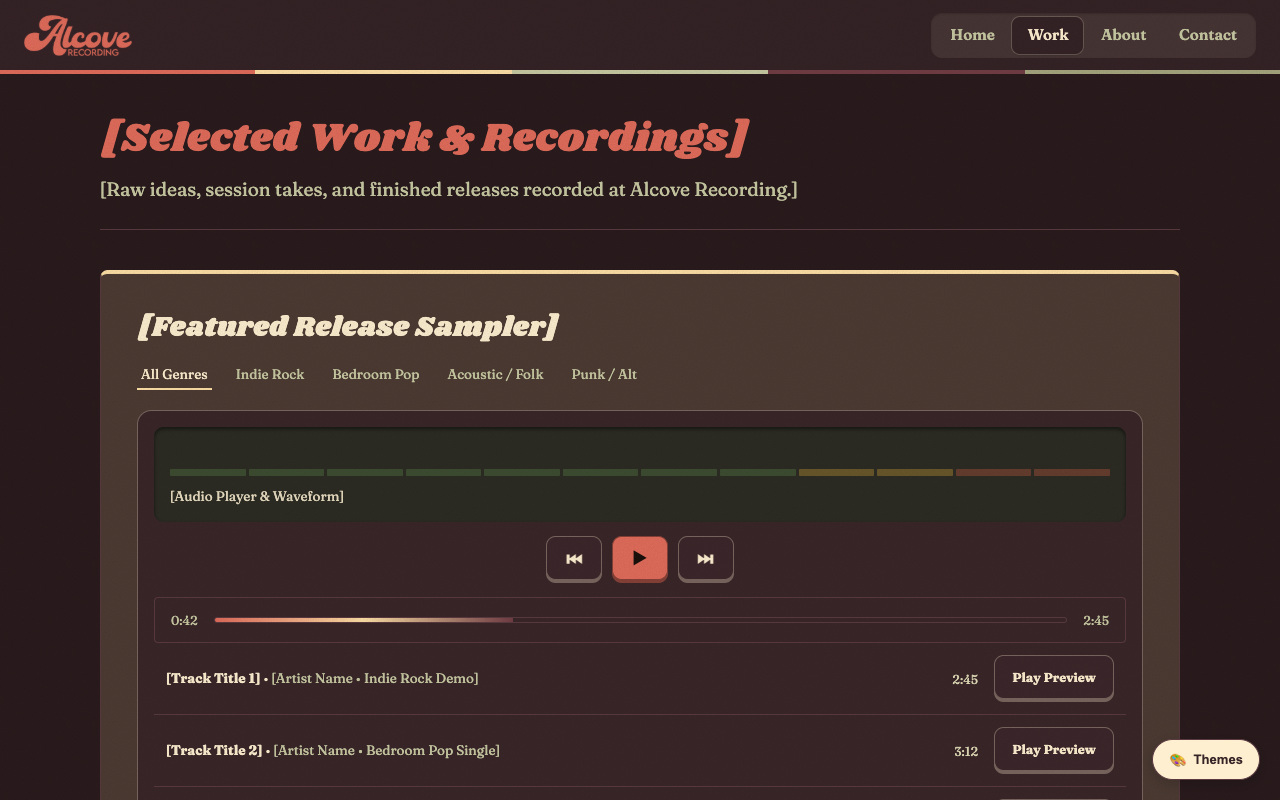 Alcove
RECORDING
Home Work About Contact
[Selected Work & Recordings]
[Raw ideas, session takes, and finished releases recorded at Alcove Recording.]
[Featured Release Sampler]
All Genres Indie Rock Bedroom Pop Acoustic / Folk Punk / Alt
[Audio Player & Waveform]
0:42 2:45
[Track Title 1] • [Artist Name • Indie Rock Demo] 2:45 Play Preview
[Track Title 2] • [Artist Name • Bedroom Pop Single] 3:12 Play Preview
Themes